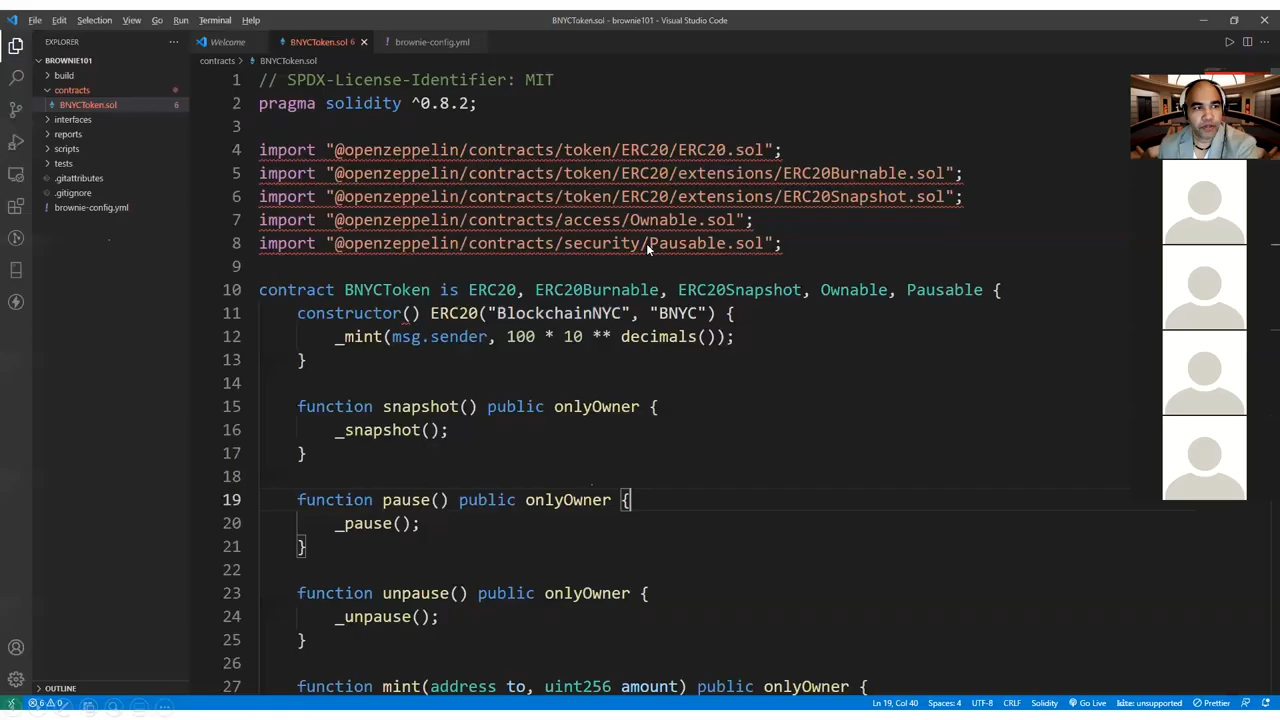 File Edit Selection View Go Run Terminal Help
BNYCToken.sol - brownie101 - Visual Studio Code
EXPLORER
BROWNIE101
build
contracts
BNYCToken.sol 6
interfaces
reports
scripts
tests
.gitattributes
.gitignore
brownie-config.yml
OUTLINE
Welcome
BNYCToken.sol 6
brownie-config.yml
contracts > BNYCToken.sol
1 // SPDX-License-Identifier: MIT
2 pragma solidity ^0.8.2;
3
4 import "@openzeppelin/contracts/token/ERC20/ERC20.sol";
5 import "@openzeppelin/contracts/token/ERC20/extensions/ERC20Burnable.sol";
6 import "@openzeppelin/contracts/token/ERC20/extensions/ERC20Snapshot.sol";
7 import "@openzeppelin/contracts/access/Ownable.sol";
8 import "@openzeppelin/contracts/security/Pausable.sol";
9
10 contract BNYCToken is ERC20, ERC20Burnable, ERC20Snapshot, Ownable, Pausable {
11 constructor() ERC20("BlockchainNYC", "BNYC") {
12 _mint(msg.sender, 100 * 10 ** decimals());
13 }
14
15 function snapshot() public onlyOwner {
16 _snapshot();
17 }
18
19 function pause() public onlyOwner {
20 _pause();
21 }
22
23 function unpause() public onlyOwner {
24 _unpause();
25 }
26
27 function mint(address to, uint256 amount) public onlyOwner {
6 0
Ln 19, Col 40 Spaces: 4 UTF-8 CRLF Solidity Go Live kite: unsupported Prettier